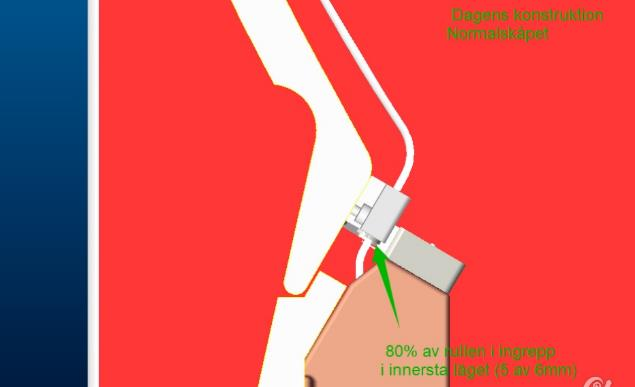 Dagens konstruktion
Normalskåpet
80% av rullen i ingrepp
i innersta läget (5 av 6mm)